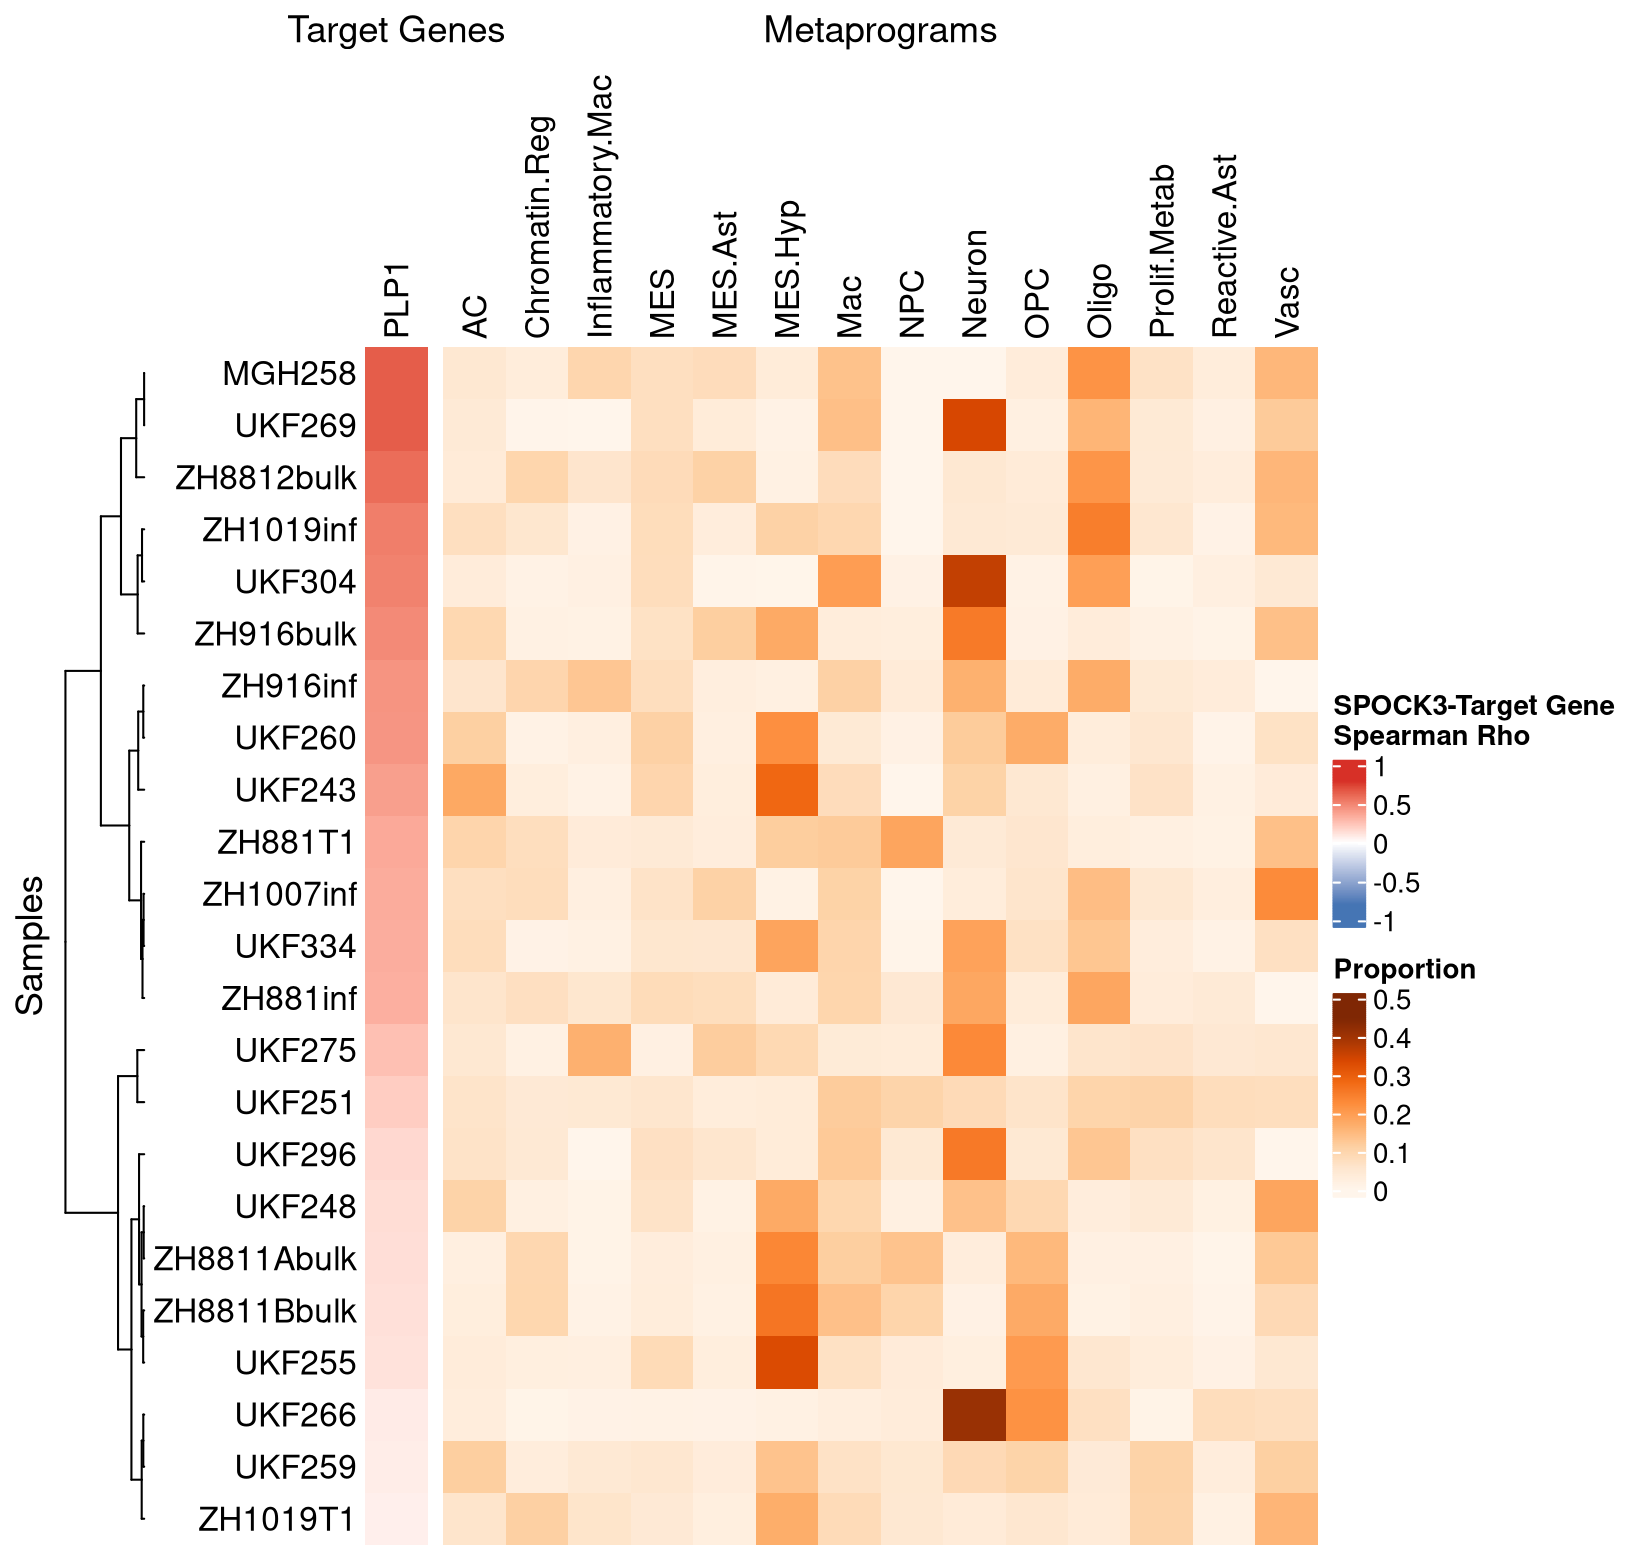 Target Genes
Metaprograms
PLP1
AC
Chromatin.Reg
Inflammatory.Mac
MES
MES.Ast
MES.Hyp
Mac
NPC
Neuron
OPC
Oligo
Prolif.Metab
Reactive.Ast
Vasc
Samples
MGH258
UKF269
ZH8812bulk
ZH1019inf
UKF304
ZH916bulk
ZH916inf
UKF260
UKF243
ZH881T1
ZH1007inf
UKF334
ZH881inf
UKF275
UKF251
UKF296
UKF248
ZH8811Abulk
ZH8811Bbulk
UKF255
UKF266
UKF259
ZH1019T1
SPOCK3-Target Gene
Spearman Rho
1
0.5
0
-0.5
-1
Proportion
0.5
0.4
0.3
0.2
0.1
0